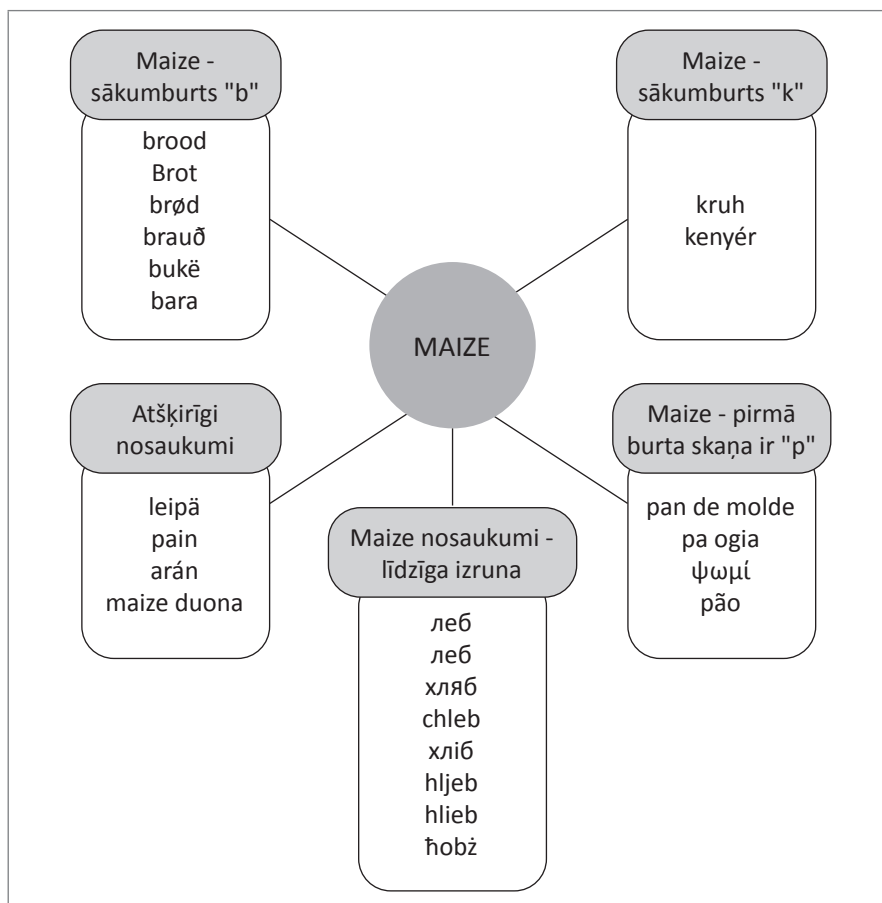 Maize -
sākumburts "b"
brood
Brot
brød
brauð
bukë
bara
Maize -
sākumburts "k"
kruh
kenyér
MAIZE
Atšķirīgi
nosaukumi
leipä
pain
arán
maize duona
Maize nosaukumi -
līdzīga izruna
леб
леб
хляб
chleb
хліб
hljeb
hlieb
ħobż
Maize - pirmā
burta skaņa ir "p"
pan de molde
pa ogia
ψωμί
pão